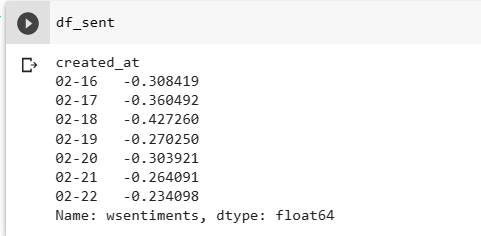 df_sent
created_at
02-16   -0.308419
02-17   -0.360492
02-18   -0.427260
02-19   -0.270250
02-20   -0.303921
02-21   -0.264091
02-22   -0.234098
Name: wsentiments, dtype: float64